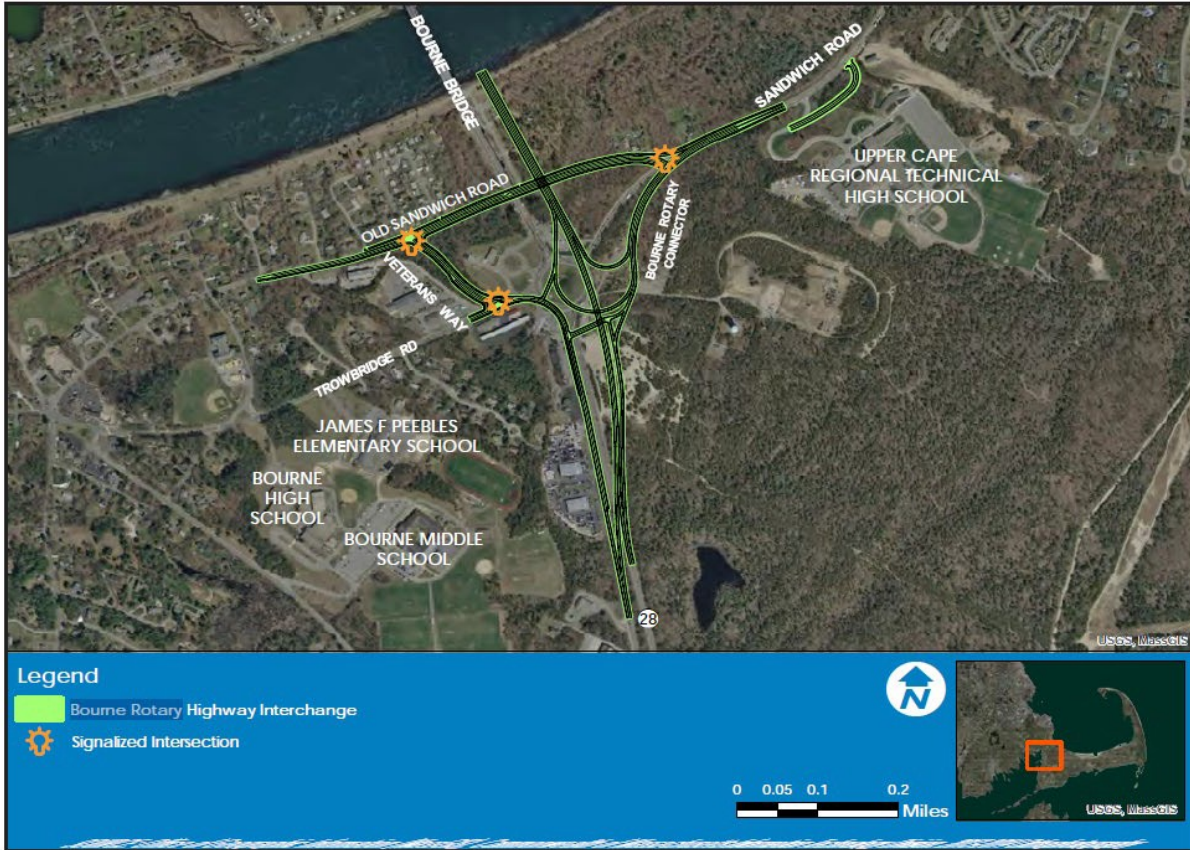 BOURNE BRIDGE
SANDWICH ROAD
UPPER CAPE
REGIONAL TECHNICAL
HIGH SCHOOL
OLD SANDWICH ROAD
BOURNE ROTARY
CONNECTOR
VETERANS WAY
TROWBRIDGE RD
JAMES F PEEBLES
ELEMENTARY SCHOOL
BOURNE
HIGH
SCHOOL
BOURNE MIDDLE
SCHOOL
28
USGS, MassGIS
Legend
Bourne Rotary Highway Interchange
Signalized Intersection
N
0 0.05 0.1 0.2
Miles
USGS, MassGIS